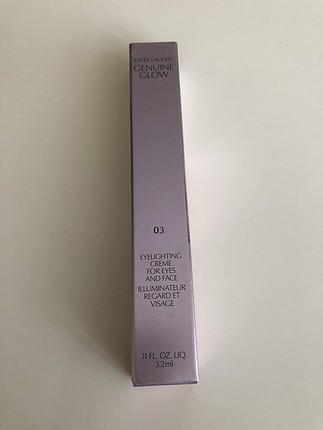 ESTĒE LAUDER
GENUINE
GLOW
03
EYELIGHTING
CREME
FOR EYES
AND FACE
ILLUMINATEUR
REGARD ET
VISAGE
.11 FL. OZ. LIQ.
3.2ml